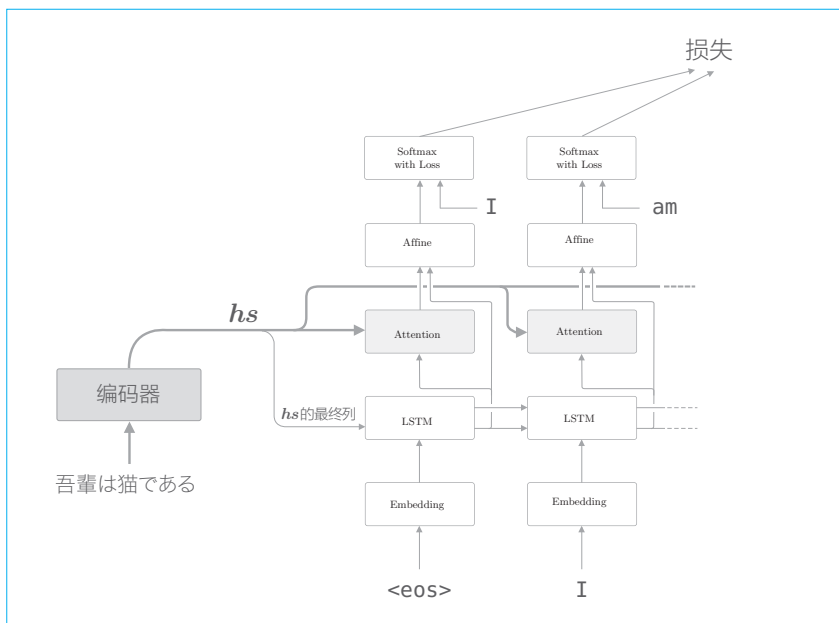 损失
Softmax
with Loss
Softmax
with Loss
I
am
Affine
Affine
hs
Attention
Attention
编码器
hs的最终列
LSTM
LSTM
吾輩は猫である
Embedding
Embedding
<eos>
I